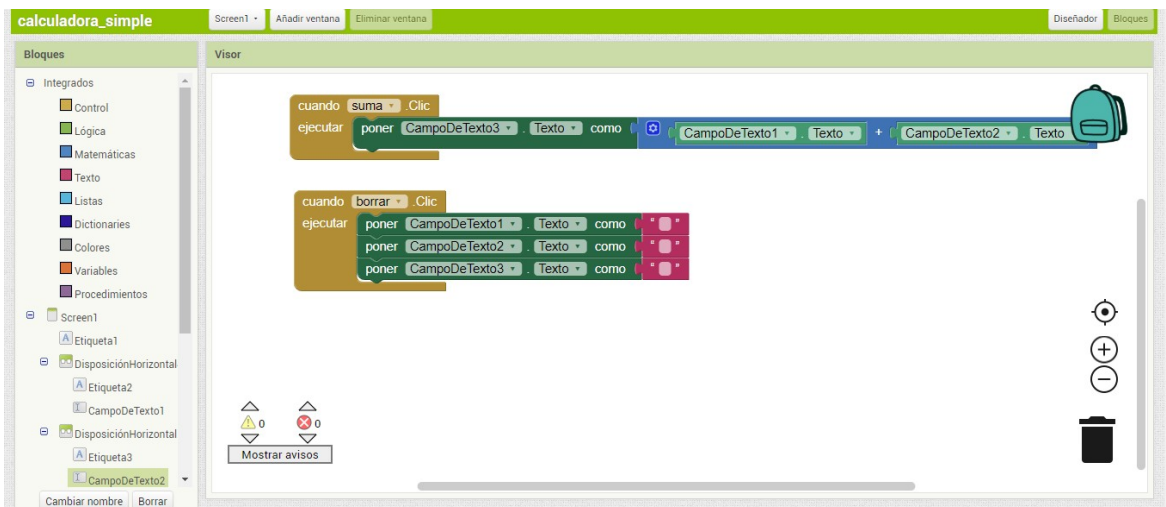 calculadora_simple Screen1 Añadir ventana Eliminar ventana Diseñador Bloques
Bloques
Visor
Integrados
Control
Lógica
Matemáticas
Texto
Listas
Dictionaries
Colores
Variables
Procedimientos
Screen1
Etiqueta1
DisposiciónHorizontal
Etiqueta2
CampoDeTexto1
DisposiciónHorizontal
Etiqueta3
CampoDeTexto2
Cambiar nombre Borrar
cuando suma .Clic
ejecutar poner CampoDeTexto3 . Texto como CampoDeTexto1 . Texto + CampoDeTexto2 . Texto
cuando borrar .Clic
ejecutar poner CampoDeTexto1 . Texto como " "
poner CampoDeTexto2 . Texto como " "
poner CampoDeTexto3 . Texto como " "
0 0
Mostrar avisos